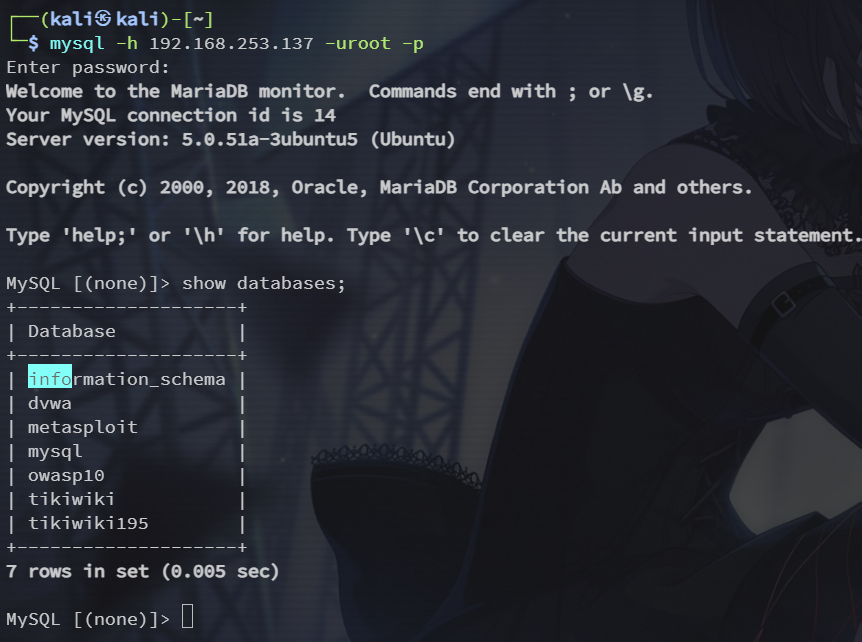 ┌──(kali㉿kali)-[~]
└─$ mysql -h 192.168.253.137 -uroot -p
Enter password:
Welcome to the MariaDB monitor.  Commands end with ; or \g.
Your MySQL connection id is 14
Server version: 5.0.51a-3ubuntu5 (Ubuntu)
Copyright (c) 2000, 2018, Oracle, MariaDB Corporation Ab and others.
Type 'help;' or '\h' for help. Type '\c' to clear the current input statement.
MySQL [(none)]> show databases;
+--------------------+
| Database           |
+--------------------+
| information_schema |
| dvwa               |
| metasploit         |
| mysql              |
| owasp10            |
| tikiwiki           |
| tikiwiki195        |
+--------------------+
7 rows in set (0.005 sec)
MySQL [(none)]>